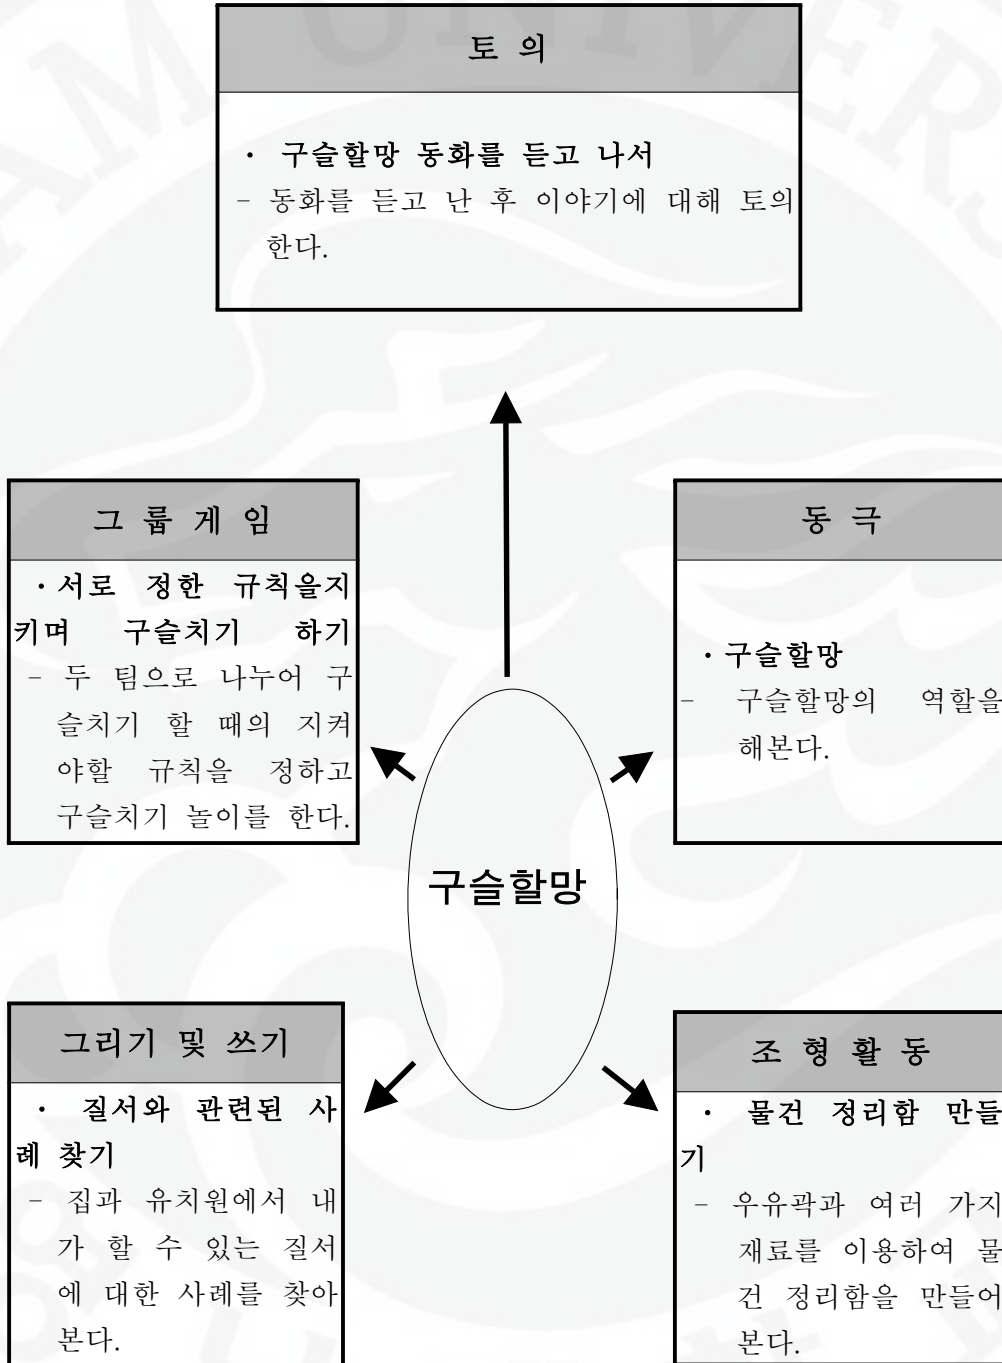 토 의
· 구슬할망 동화를 듣고 나서
- 동화를 듣고 난 후 이야기에 대해 토의
한다.
그 룹 게 임
·서로 정한 규칙을지
키며 구슬치기 하기
- 두 팀으로 나누어 구
슬치기 할 때의 지켜
야할 규칙을 정하고
구슬치기 놀이를 한다.
동 극
·구슬할망
- 구슬할망의 역할을
해본다.
구슬할망
그리기 및 쓰기
· 질서와 관련된 사
례 찾기
- 집과 유치원에서 내
가 할 수 있는 질서
에 대한 사례를 찾아
본다.
조 형 활 동
· 물건 정리함 만들
기
- 우유곽과 여러 가지
재료를 이용하여 물
건 정리함을 만들어
본다.